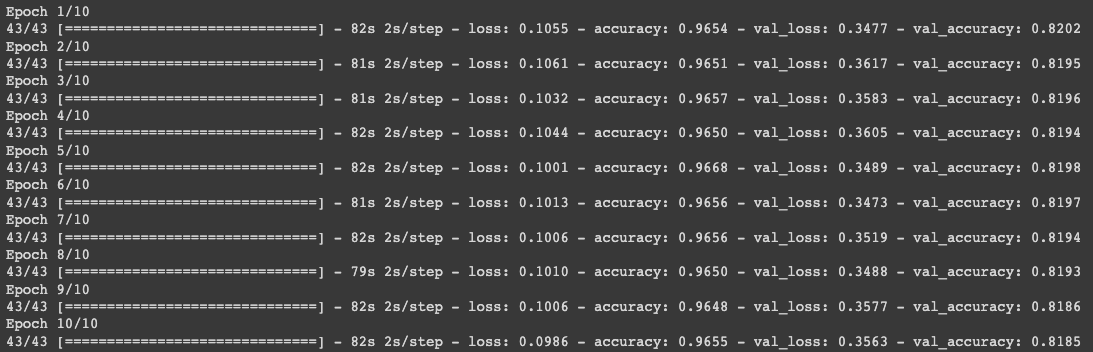 Epoch 1/10
43/43 [==============================] - 82s 2s/step - loss: 0.1055 - accuracy: 0.9654 - val_loss: 0.3477 - val_accuracy: 0.8202
Epoch 2/10
43/43 [==============================] - 81s 2s/step - loss: 0.1061 - accuracy: 0.9651 - val_loss: 0.3617 - val_accuracy: 0.8195
Epoch 3/10
43/43 [==============================] - 81s 2s/step - loss: 0.1032 - accuracy: 0.9657 - val_loss: 0.3583 - val_accuracy: 0.8196
Epoch 4/10
43/43 [==============================] - 82s 2s/step - loss: 0.1044 - accuracy: 0.9650 - val_loss: 0.3605 - val_accuracy: 0.8194
Epoch 5/10
43/43 [==============================] - 82s 2s/step - loss: 0.1001 - accuracy: 0.9668 - val_loss: 0.3489 - val_accuracy: 0.8198
Epoch 6/10
43/43 [==============================] - 81s 2s/step - loss: 0.1013 - accuracy: 0.9656 - val_loss: 0.3473 - val_accuracy: 0.8197
Epoch 7/10
43/43 [==============================] - 82s 2s/step - loss: 0.1006 - accuracy: 0.9656 - val_loss: 0.3519 - val_accuracy: 0.8194
Epoch 8/10
43/43 [==============================] - 79s 2s/step - loss: 0.1010 - accuracy: 0.9650 - val_loss: 0.3488 - val_accuracy: 0.8193
Epoch 9/10
43/43 [==============================] - 82s 2s/step - loss: 0.1006 - accuracy: 0.9648 - val_loss: 0.3577 - val_accuracy: 0.8186
Epoch 10/10
43/43 [==============================] - 82s 2s/step - loss: 0.0986 - accuracy: 0.9655 - val_loss: 0.3563 - val_accuracy: 0.8185